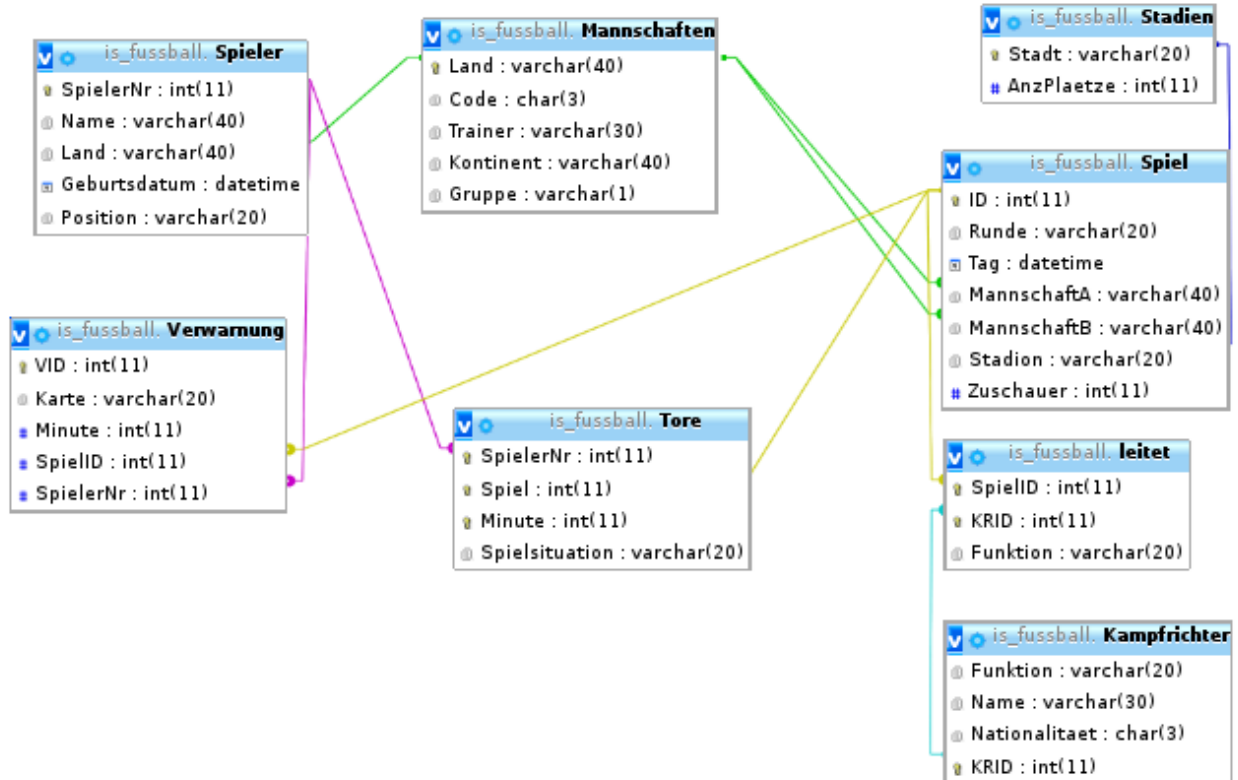 is_fussball. Spieler
SpielerNr : int(11)
Name : varchar(40)
Land : varchar(40)
Geburtsdatum : datetime
Position : varchar(20)
is_fussball. Mannschaften
Land : varchar(40)
Code : char(3)
Trainer : varchar(30)
Kontinent : varchar(40)
Gruppe : varchar(1)
is_fussball. Stadien
Stadt : varchar(20)
# AnzPlaetze : int(11)
is_fussball. Spiel
ID : int(11)
Runde : varchar(20)
Tag : datetime
MannschaftA : varchar(40)
MannschaftB : varchar(40)
Stadion : varchar(20)
# Zuschauer : int(11)
is_fussball. Verwarnung
VID : int(11)
Karte : varchar(20)
# Minute : int(11)
# SpielID : int(11)
# SpielerNr : int(11)
is_fussball. Tore
SpielerNr : int(11)
Spiel : int(11)
Minute : int(11)
Spielsituation : varchar(20)
is_fussball. leitet
SpielID : int(11)
KRID : int(11)
Funktion : varchar(20)
is_fussball. Kampfrichter
Funktion : varchar(20)
Name : varchar(30)
Nationalitaet : char(3)
KRID : int(11)